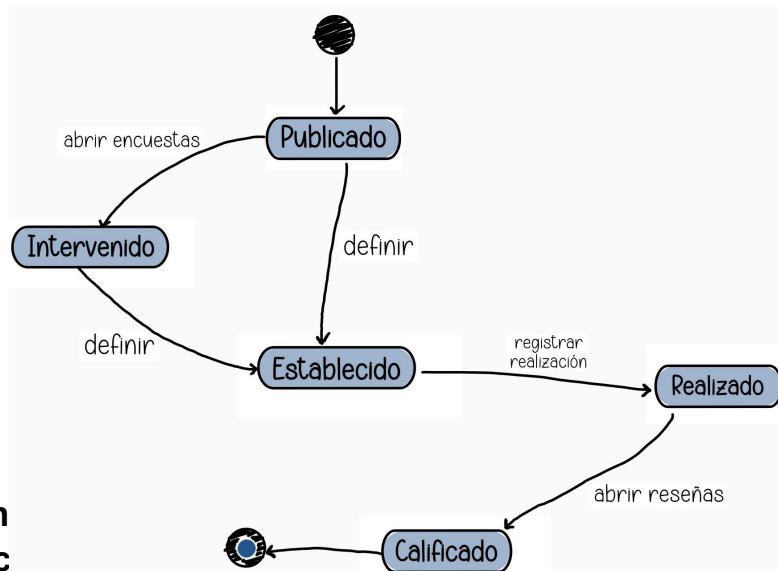 Publicado
abrir encuestas
Intervenido
definir
definir
Establecido
registrar
realización
Realizado
abrir reseñas
Calificado